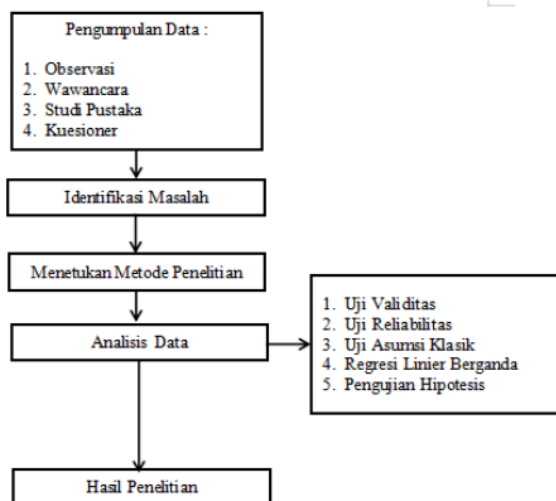 Pengumpulan Data :
1. Observasi
2. Wawancara
3. Studi Pustaka
4. Kuesioner
Identifikasi Masalah
Menetukan Metode Penelitian
Analisis Data
1. Uji Validitas
2. Uji Reliabilitas
3. Uji Asumsi Klasik
4. Regresi Linier Berganda
5. Pengujian Hipotesis
Hasil Penelitian